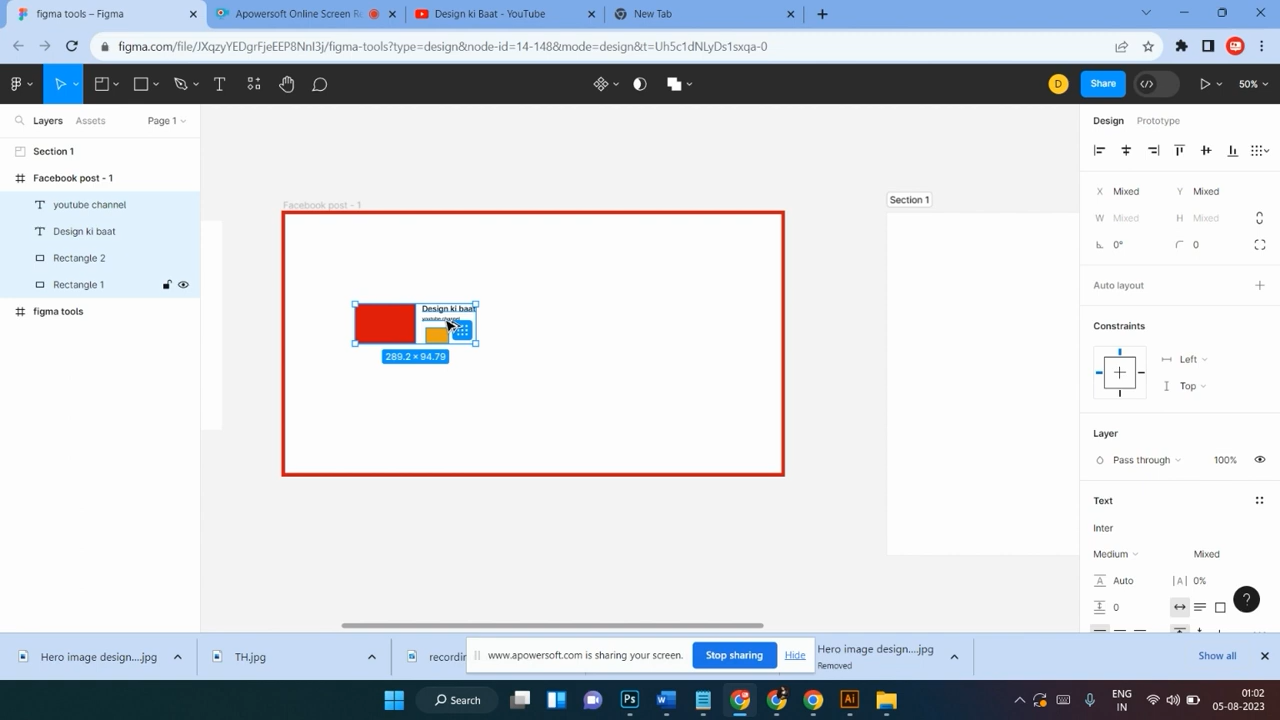 figma tools – Figma
Apowersoft Online Screen Re
Design ki Baat - YouTube
New Tab
figma.com/file/JXqzyYEDgrFjeEEP8NnI3j/figma-tools?type=design&node-id=14-148&mode=design&t=Uh5c1dNLyDs1sxqa-0
D
Share
50%
Layers
Assets
Page 1
Design
Prototype
Section 1
Facebook post - 1
youtube channel
Design ki baat
Rectangle 2
Rectangle 1
figma tools
Facebook post - 1
Section 1
Design ki baat
youtube channel
289.2 × 94.79
X Mixed
Y Mixed
W Mixed
H Mixed
0°
0
Auto layout
Constraints
Left
Top
Layer
Pass through
100%
Text
Inter
Medium
Mixed
A Auto
|A| 0%
0
?
Hero image design....jpg
TH.jpg
recordin
www.apowersoft.com is sharing your screen.
Stop sharing
Hide
Hero image design....jpg
Removed
Show all
Search
Ps
W
Ai
ENG
IN
01:02
05-08-2023